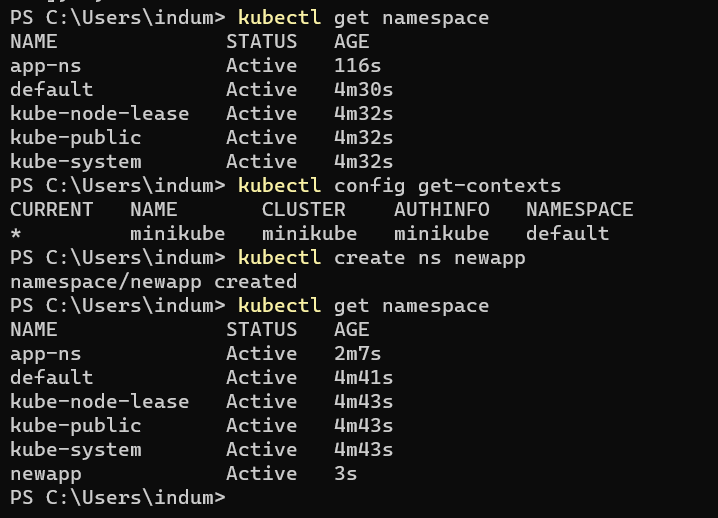 PS C:\Users\indum> kubectl get namespace
NAME              STATUS   AGE
app-ns            Active   116s
default           Active   4m30s
kube-node-lease   Active   4m32s
kube-public       Active   4m32s
kube-system       Active   4m32s
PS C:\Users\indum> kubectl config get-contexts
CURRENT   NAME       CLUSTER    AUTHINFO   NAMESPACE
*         minikube   minikube   minikube   default
PS C:\Users\indum> kubectl create ns newapp
namespace/newapp created
PS C:\Users\indum> kubectl get namespace
NAME              STATUS   AGE
app-ns            Active   2m7s
default           Active   4m41s
kube-node-lease   Active   4m43s
kube-public       Active   4m43s
kube-system       Active   4m43s
newapp            Active   3s
PS C:\Users\indum>